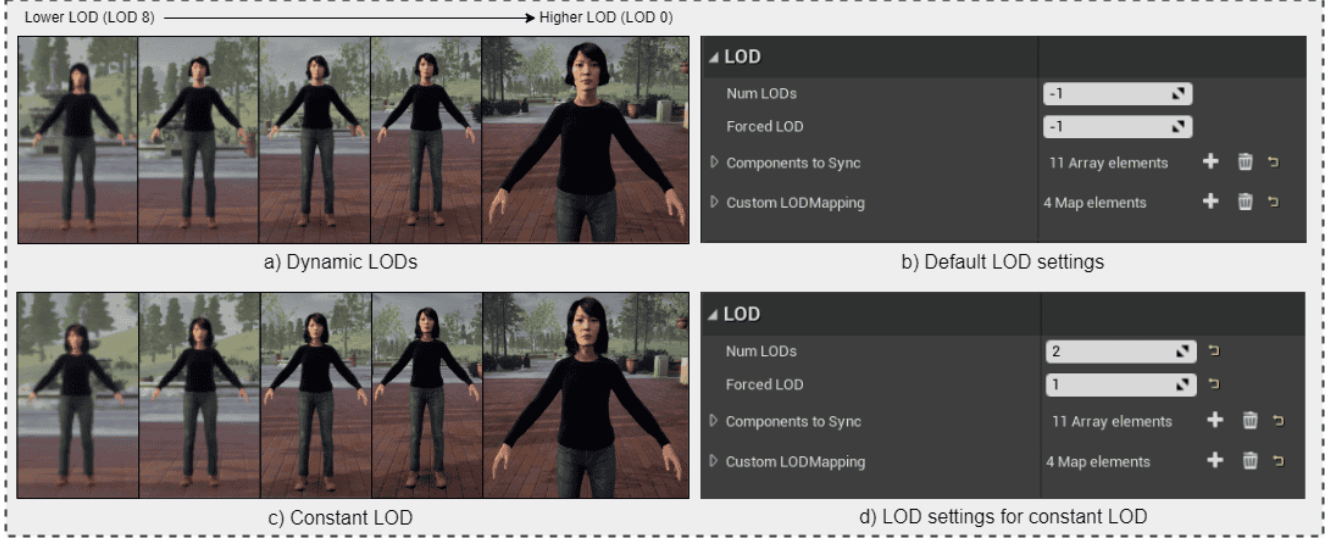 Lower LOD (LOD 8)
Higher LOD (LOD 0)
a) Dynamic LODs
LOD
Num LODs
-1
Forced LOD
-1
Components to Sync
11 Array elements
Custom LODMapping
4 Map elements
b) Default LOD settings
c) Constant LOD
LOD
Num LODs
2
Forced LOD
1
Components to Sync
11 Array elements
Custom LODMapping
4 Map elements
d) LOD settings for constant LOD